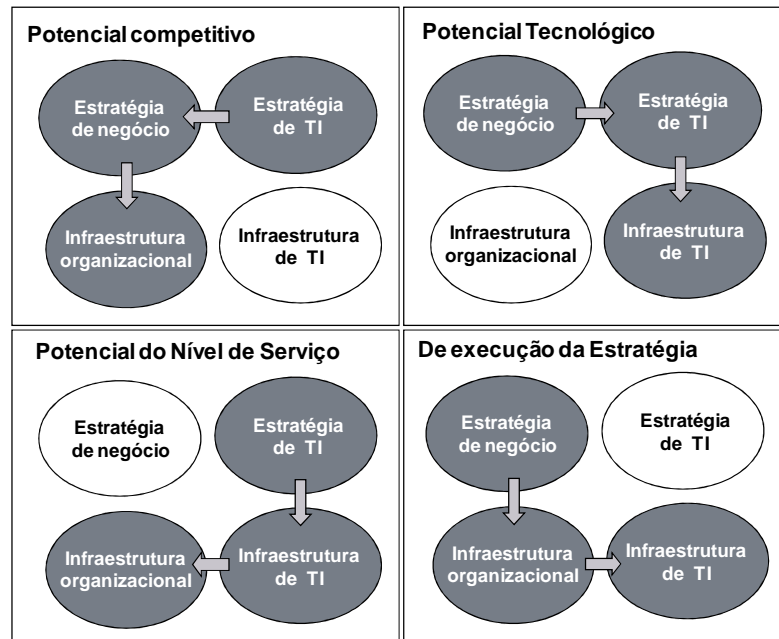 Potencial competitivo
Estratégia
de negócio
Estratégia
de TI
Infraestrutura
organizacional
Infraestrutura
de TI
Potencial Tecnológico
Estratégia
de negócio
Estratégia
de TI
Infraestrutura
organizacional
Infraestrutura
de TI
Potencial do Nível de Serviço
Estratégia
de negócio
Estratégia
de TI
Infraestrutura
organizacional
Infraestrutura
de TI
De execução da Estratégia
Estratégia
de negócio
Estratégia
de TI
Infraestrutura
organizacional
Infraestrutura
de TI